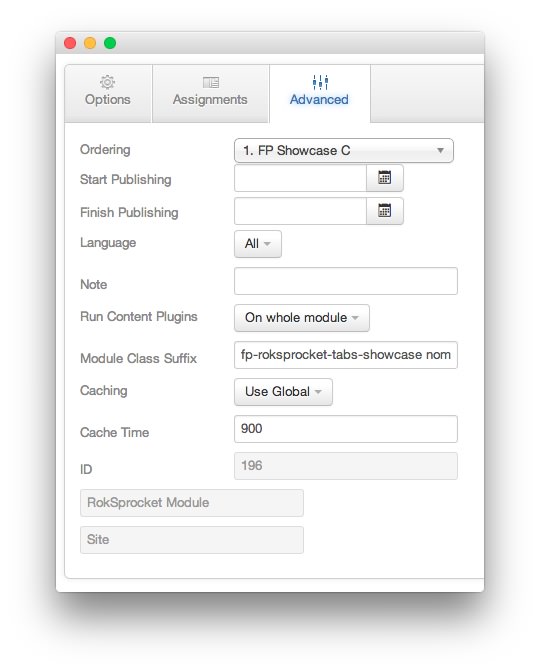 Options Assignments Advanced
Ordering 1. FP Showcase C
Start Publishing
Finish Publishing
Language All
Note
Run Content Plugins On whole module
Module Class Suffix fp-roksprocket-tabs-showcase nom
Caching Use Global
Cache Time 900
ID 196
RokSprocket Module
Site